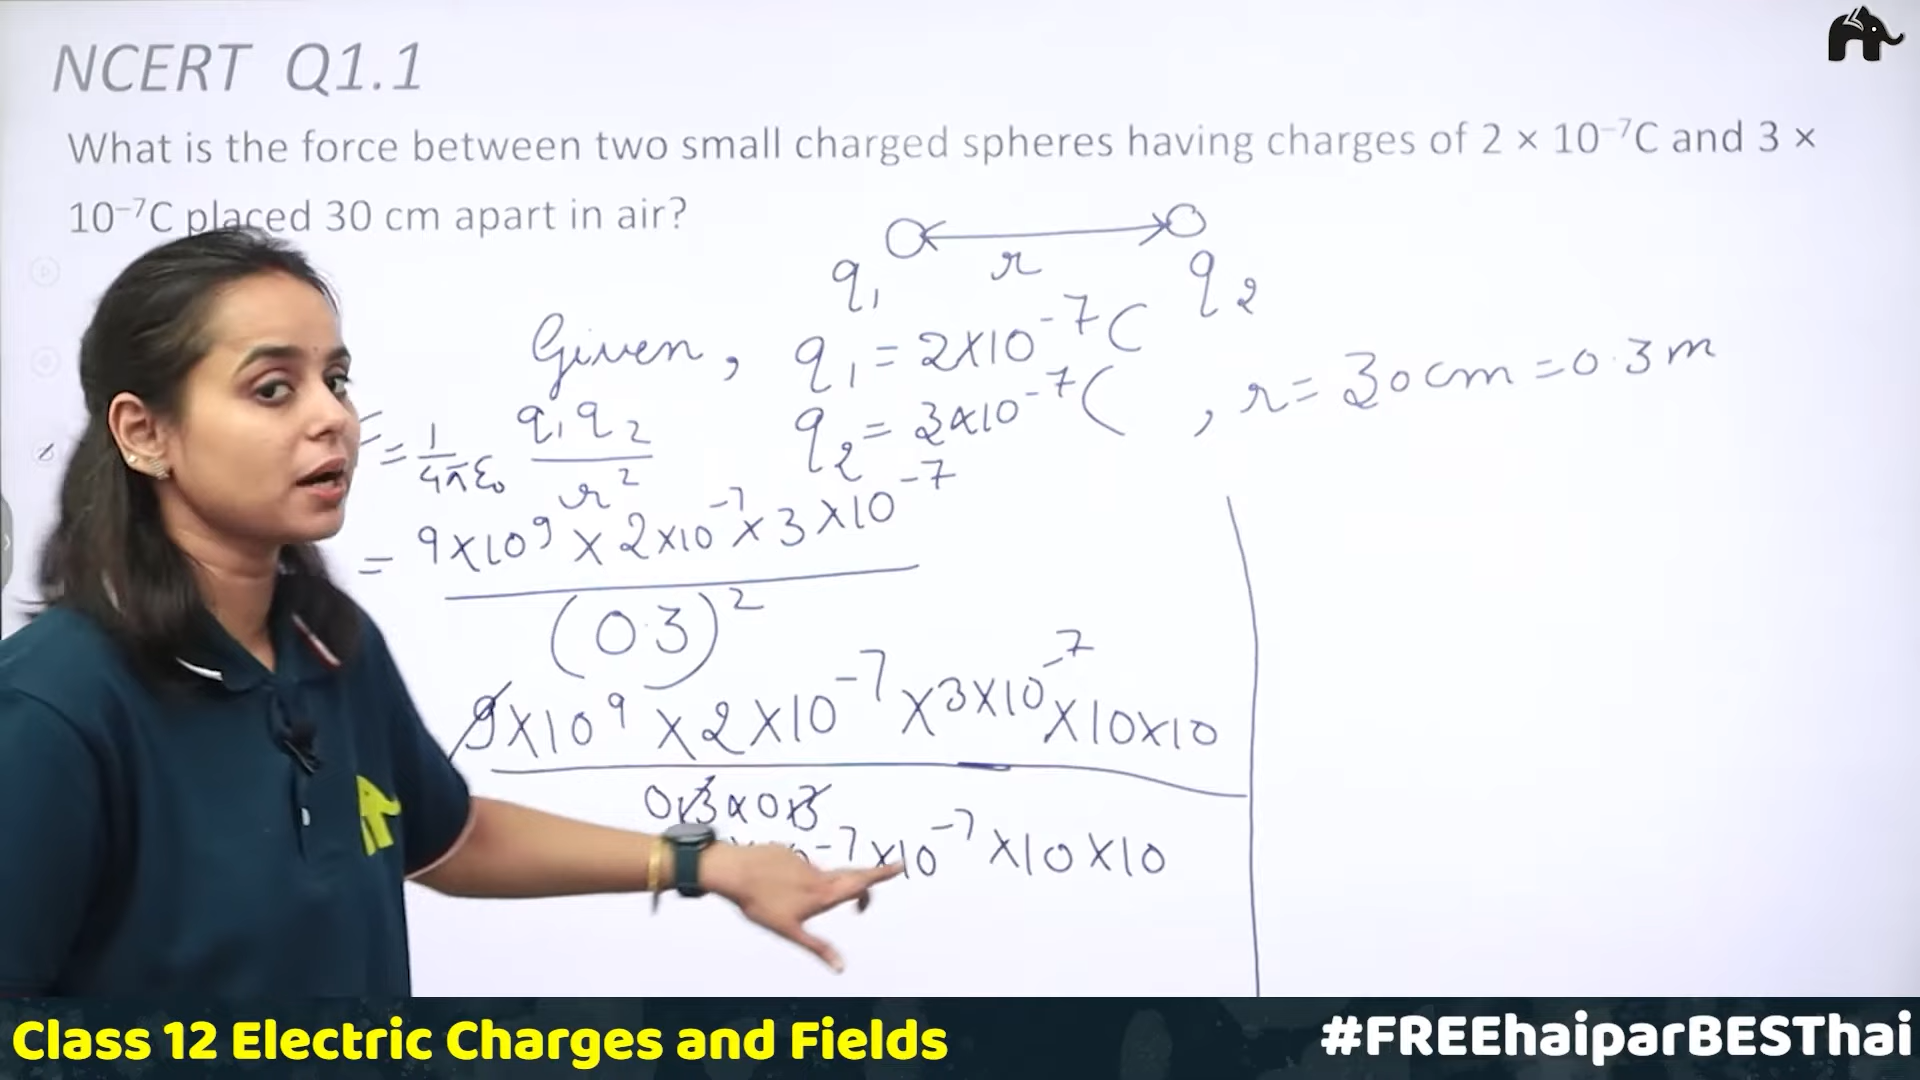 NCERT Q1.1
What is the force between two small charged spheres having charges of 2 × 10⁻⁷C and 3 ×
10⁻⁷C placed 30 cm apart in air?
r
q₁ q₂
Given, q₁ = 2×10⁻⁷C
q₂ = 3×10⁻⁷C , r = 30cm = 0.3m
= 1/4πε₀ q₁q₂/r²
= 9×10⁹ × 2×10⁻⁷ × 3×10⁻⁷
(0.3)²
9×10⁹ × 2×10⁻⁷ × 3×10⁻⁷ × 10×10
0.3×0.3
⁻⁷×10⁻⁷×10×10
Class 12 Electric Charges and Fields
#FREEhaiparBESThai